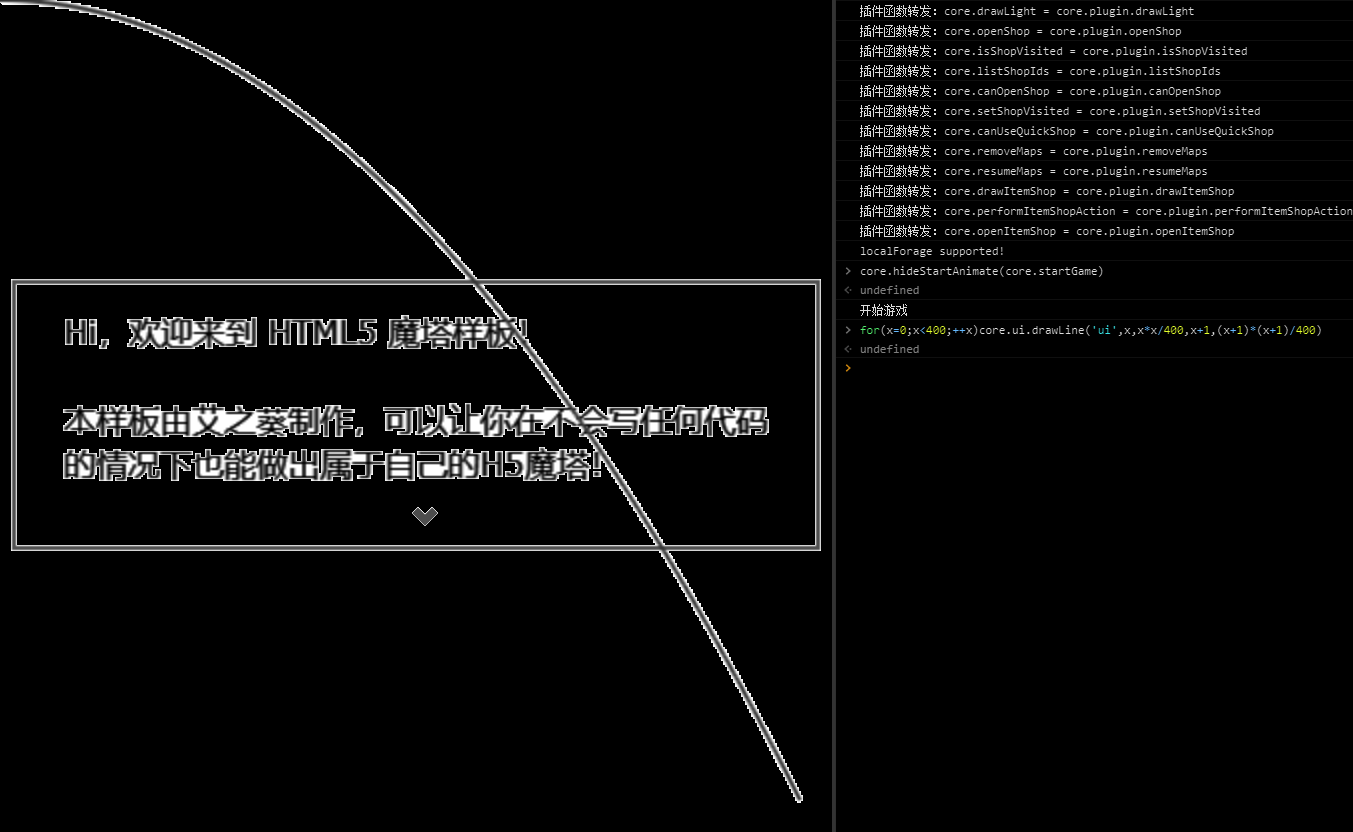 Hi，欢迎来到 HTML5 魔塔样板!
本样板由艾之葵制作，可以让你在不会写任何代码
的情况下也能做出属于自己的H5魔塔！
插件函数转发：core.drawLight = core.plugin.drawLight
插件函数转发：core.openShop = core.plugin.openShop
插件函数转发：core.isShopVisited = core.plugin.isShopVisited
插件函数转发：core.listShopIds = core.plugin.listShopIds
插件函数转发：core.canOpenShop = core.plugin.canOpenShop
插件函数转发：core.setShopVisited = core.plugin.setShopVisited
插件函数转发：core.canUseQuickShop = core.plugin.canUseQuickShop
插件函数转发：core.removeMaps = core.plugin.removeMaps
插件函数转发：core.resumeMaps = core.plugin.resumeMaps
插件函数转发：core.drawItemShop = core.plugin.drawItemShop
插件函数转发：core.performItemShopAction = core.plugin.performItemShopAction
插件函数转发：core.openItemShop = core.plugin.openItemShop
localForage supported!
core.hideStartAnimate(core.startGame)
undefined
开始游戏
for(x=0;x<400;++x)core.ui.drawLine('ui',x,x*x/400,x+1,(x+1)*(x+1)/400)
undefined